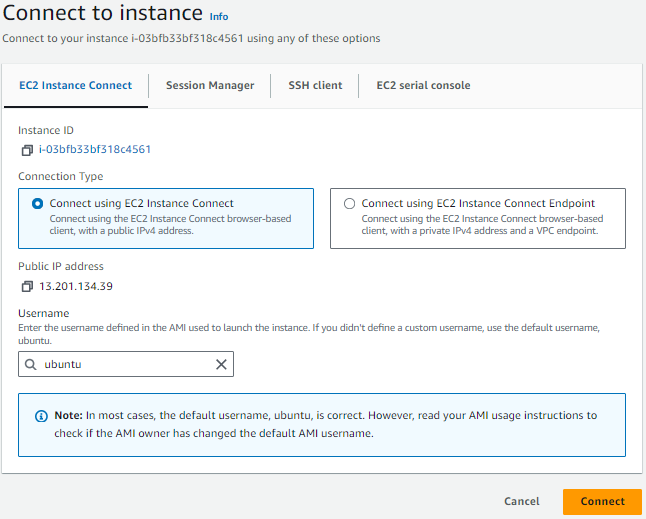 Connect to instance Info
Connect to your instance i-03bfb33bf318c4561 using any of these options
EC2 Instance Connect
Session Manager
SSH client
EC2 serial console
Instance ID
i-03bfb33bf318c4561
Connection Type
Connect using EC2 Instance Connect
Connect using the EC2 Instance Connect browser-based
client, with a public IPv4 address.
Connect using EC2 Instance Connect Endpoint
Connect using the EC2 Instance Connect browser-based
client, with a private IPv4 address and a VPC endpoint.
Public IP address
13.201.134.39
Username
Enter the username defined in the AMI used to launch the instance. If you didn't define a custom username, use the default username,
ubuntu.
ubuntu
Note: In most cases, the default username, ubuntu, is correct. However, read your AMI usage instructions to
check if the AMI owner has changed the default AMI username.
Cancel
Connect